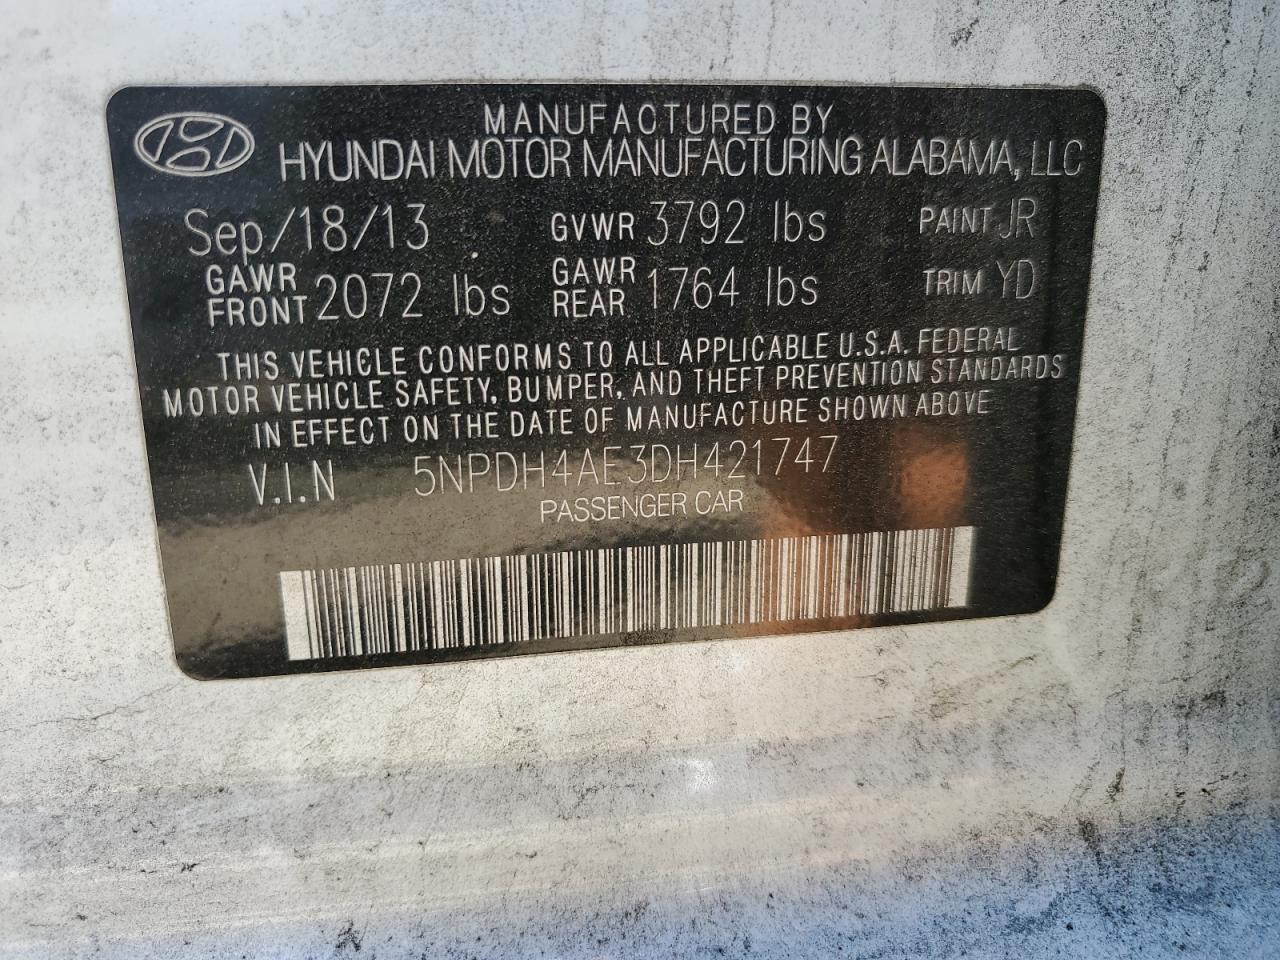 MANUFACTURED BY
HYUNDAI MOTOR MANUFACTURING ALABAMA, LLC
Sep/18/13 GVWR 3792 lbs PAINT JR
GAWR FRONT 2072 lbs GAWR REAR 1764 lbs TRIM YD
THIS VEHICLE CONFORMS TO ALL APPLICABLE U.S.A. FEDERAL
MOTOR VEHICLE SAFETY, BUMPER, AND THEFT PREVENTION STANDARDS
IN EFFECT ON THE DATE OF MANUFACTURE SHOWN ABOVE
V.I.N 5NPDH4AE3DH421747
PASSENGER CAR